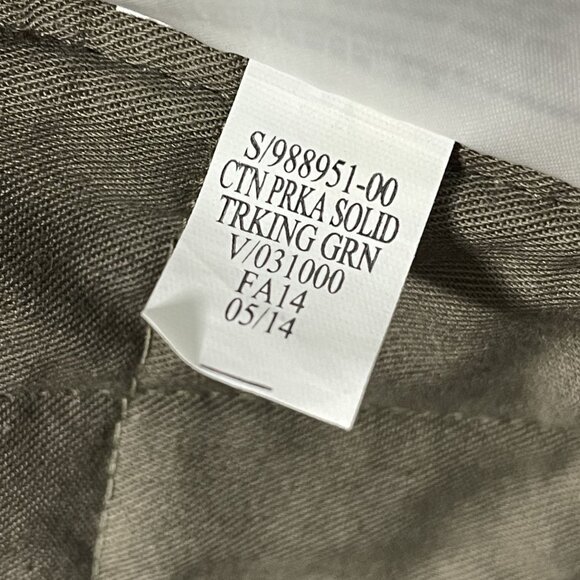 S/988951-00
CTN PRKA SOLID
TRKING GRN
V/031000
FA14
05/14